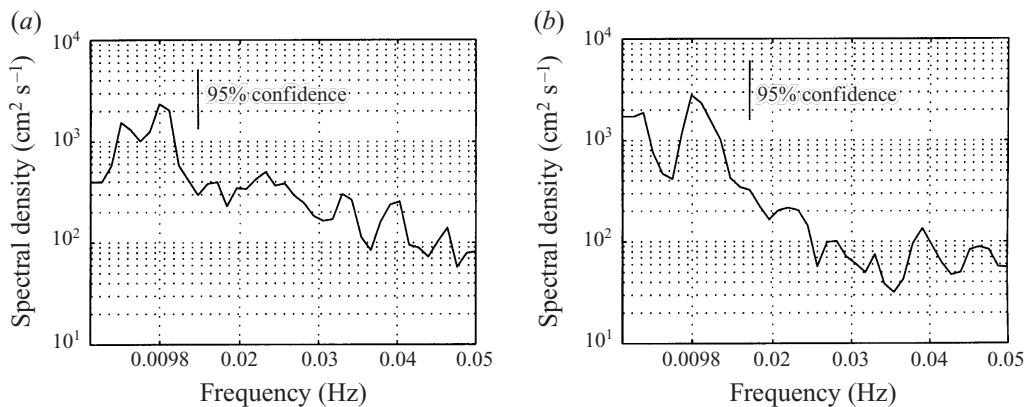 (a)
Spectral density (cm² s⁻¹)
10⁴
10³
10²
10¹
95% confidence
0.0098
0.02
0.03
0.04
0.05
Frequency (Hz)
(b)
Spectral density (cm² s⁻¹)
10⁴
10³
10²
10¹
95% confidence
0.0098
0.02
0.03
0.04
0.05
Frequency (Hz)